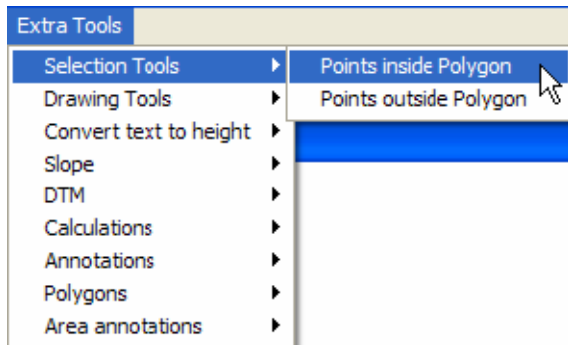 Extra Tools
Selection Tools
Points inside Polygon
Drawing Tools
Points outside Polygon
Convert text to height
Slope
DTM
Calculations
Annotations
Polygons
Area annotations